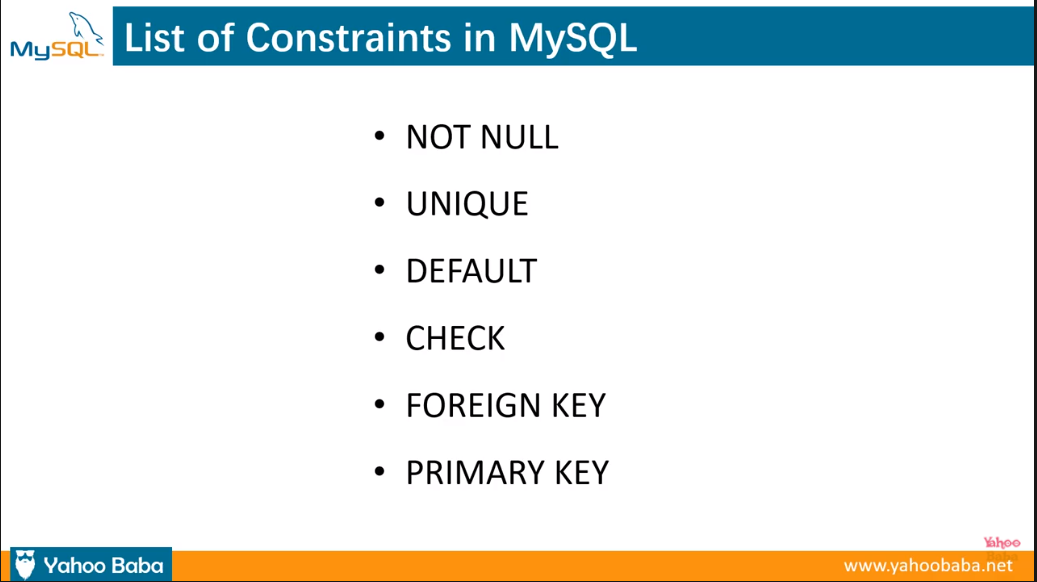 MySQL
List of Constraints in MySQL
• NOT NULL
• UNIQUE
• DEFAULT
• CHECK
• FOREIGN KEY
• PRIMARY KEY
Yahoo
Baba
Yahoo Baba
www.yahoobaba.net